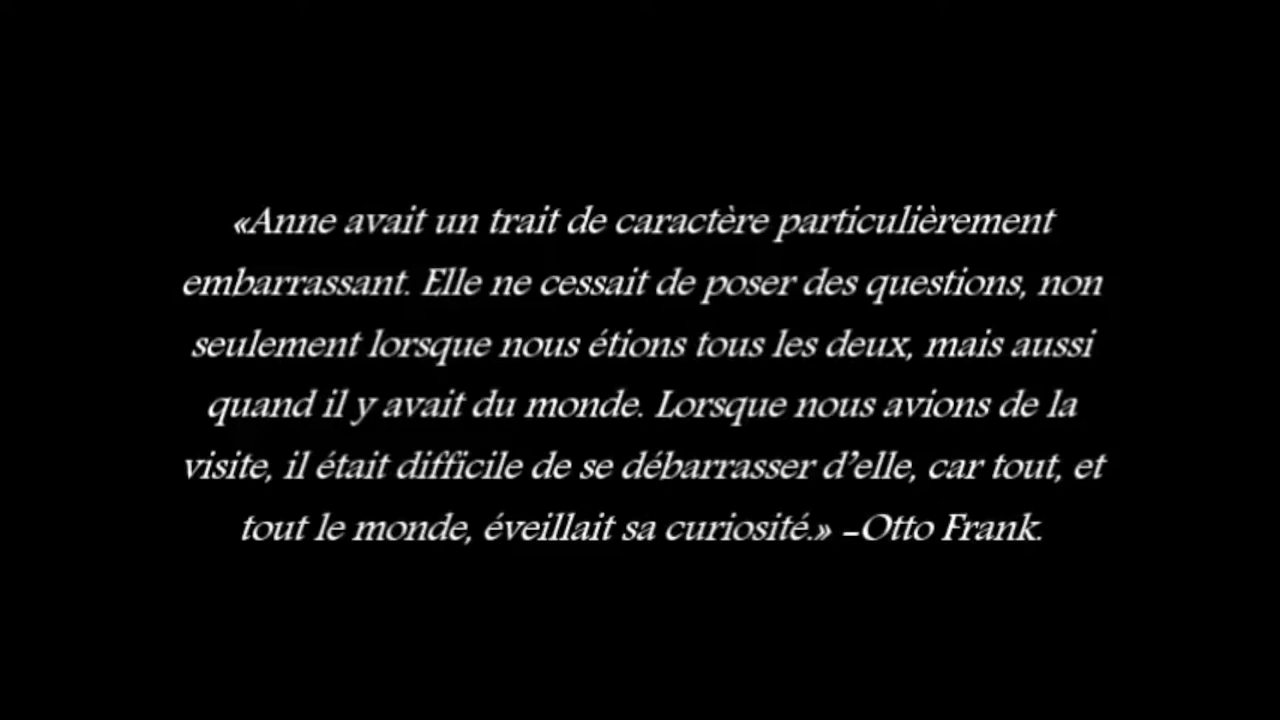 «Anne avait un trait de caractère particulièrement
embarrassant. Elle ne cessait de poser des questions, non
seulement lorsque nous étions tous les deux, mais aussi
quand il y avait du monde. Lorsque nous avions de la
visite, il était difficile de se débarrasser d’elle, car tout, et
tout le monde, éveillait sa curiosité.» -Otto Frank.